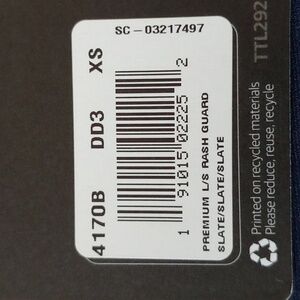 SC - 03217497
4170B DD3 XS
1 91015 02225 2
PREMIUM L/S RASH GUARD
SLATE/SLATE/SLATE
TTL292
Printed on recycled materials
Please reduce, reuse, recycle